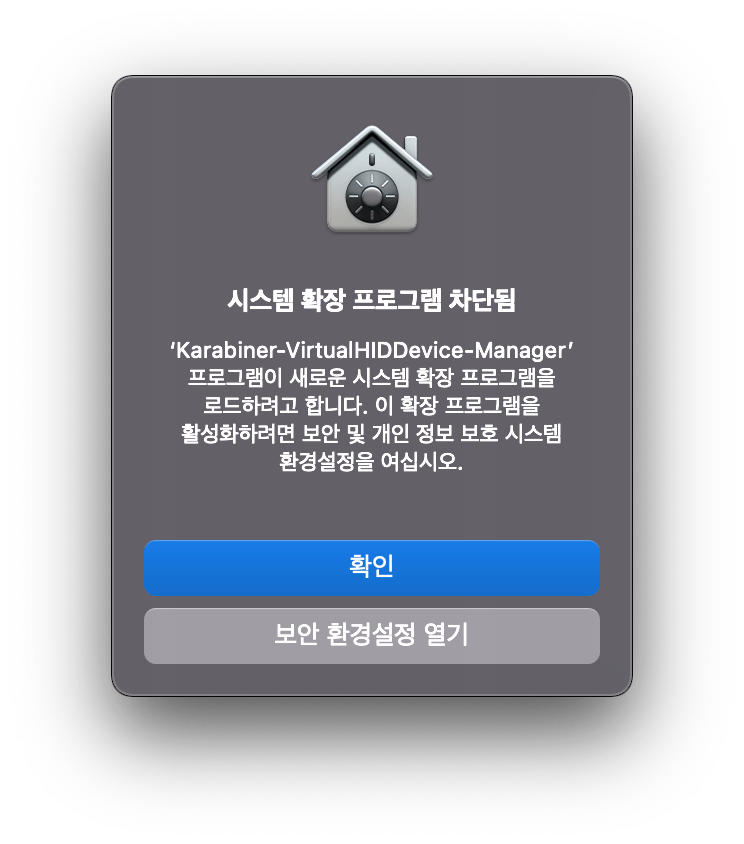 시스템 확장 프로그램 차단됨
‘Karabiner-VirtualHIDDevice-Manager’
프로그램이 새로운 시스템 확장 프로그램을
로드하려고 합니다. 이 확장 프로그램을
활성화하려면 보안 및 개인 정보 보호 시스템
환경설정을 여십시오.
확인
보안 환경설정 열기